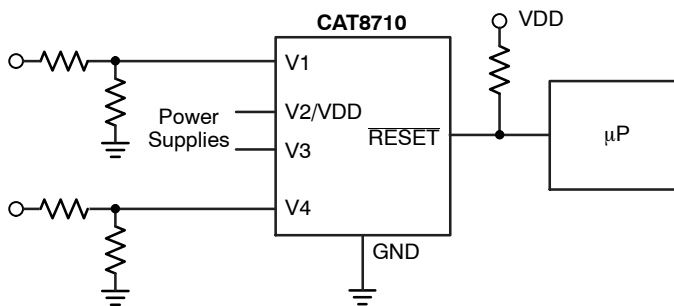 CAT8710
VDD
V1
V2/VDD
Power
Supplies
V3
RESET
μP
V4
GND